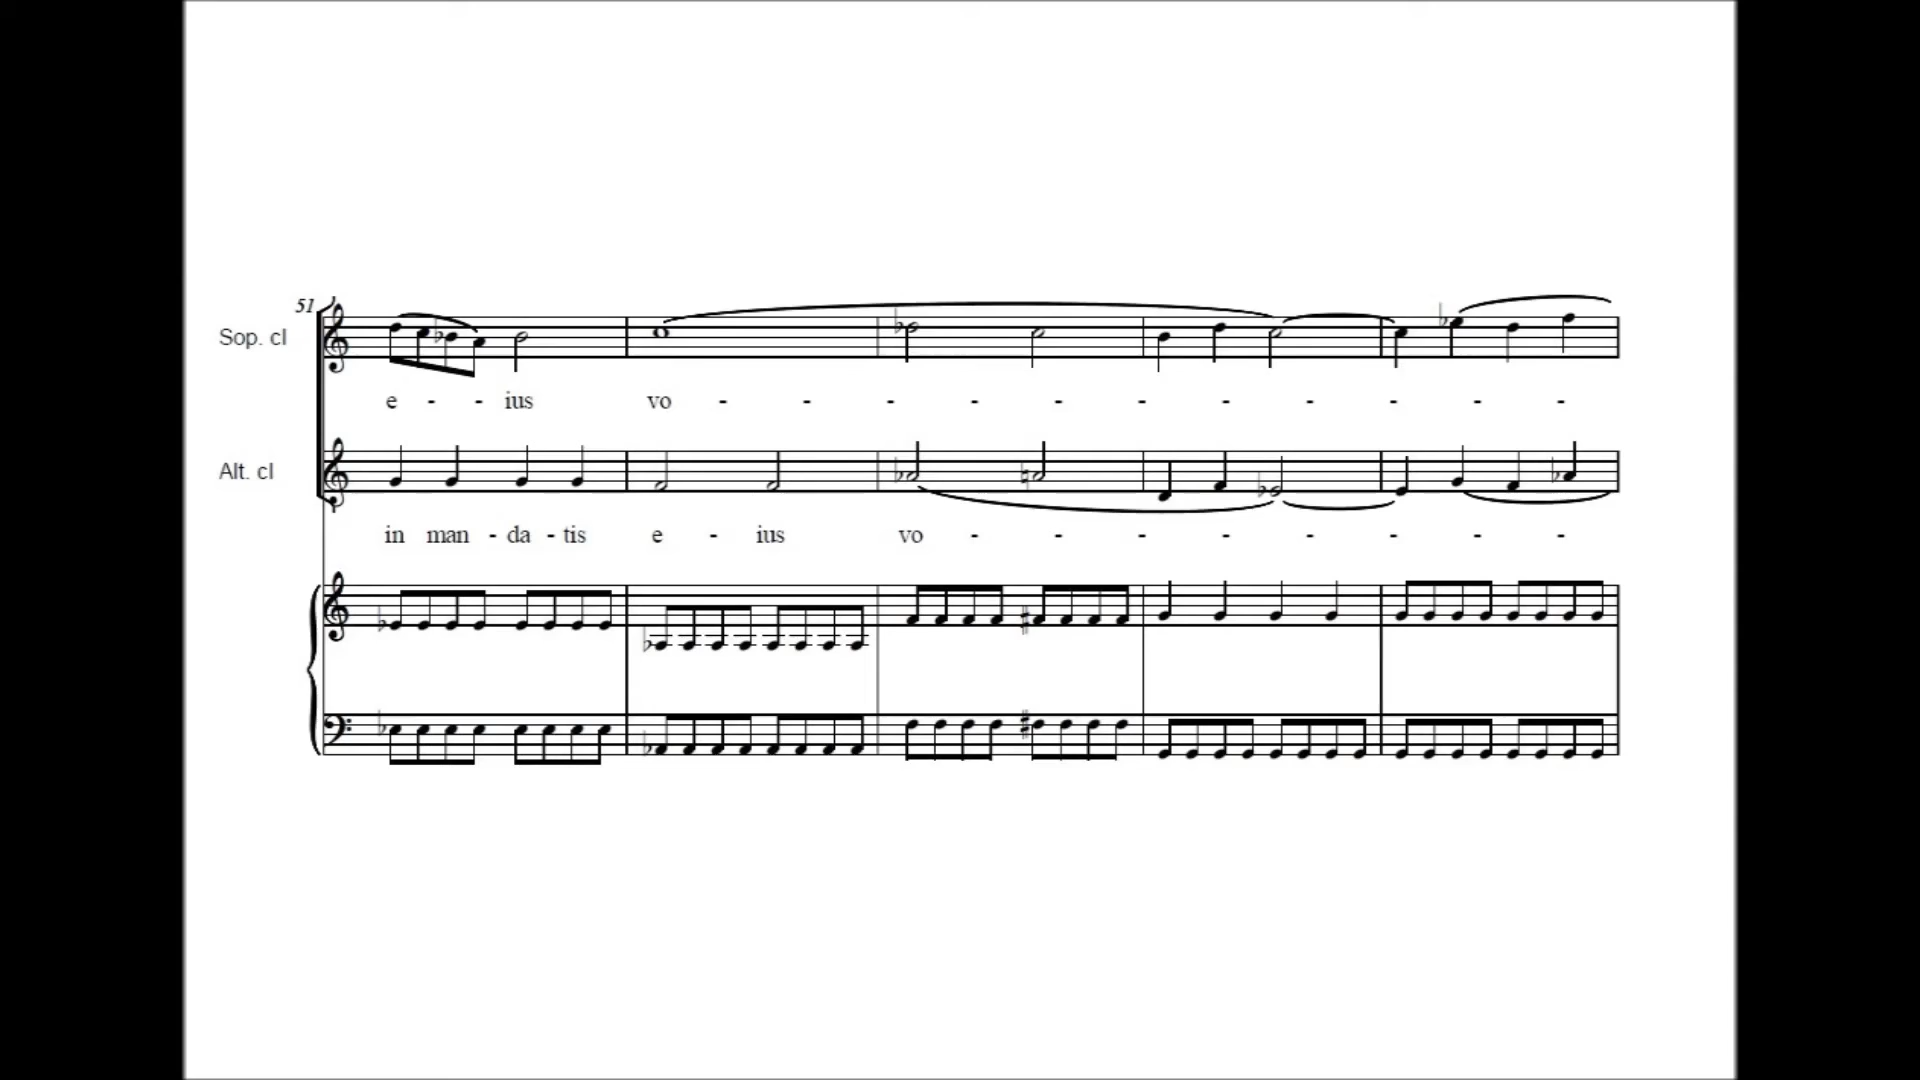 51
Sop. cl
e - - ius vo - - - - - - - - - - -
Alt. cl
in man - da - tis e - ius vo - - - - - - - -